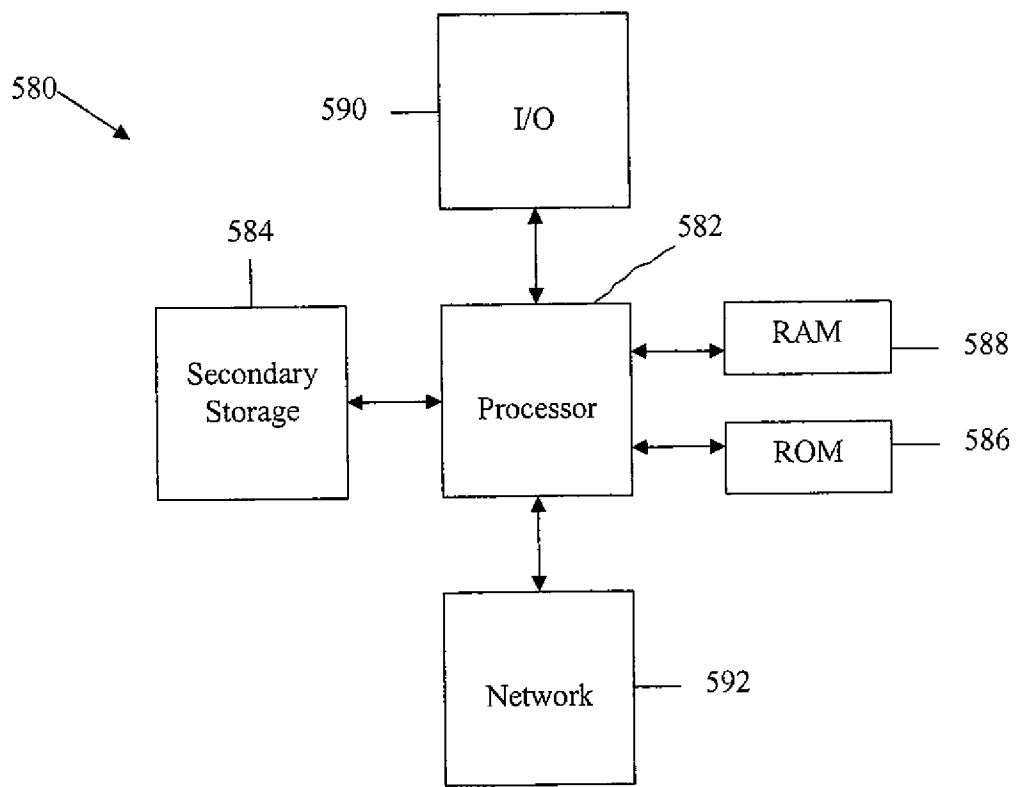 580
590
I/O
584
582
Secondary
Storage
Processor
RAM
588
ROM
586
Network
592